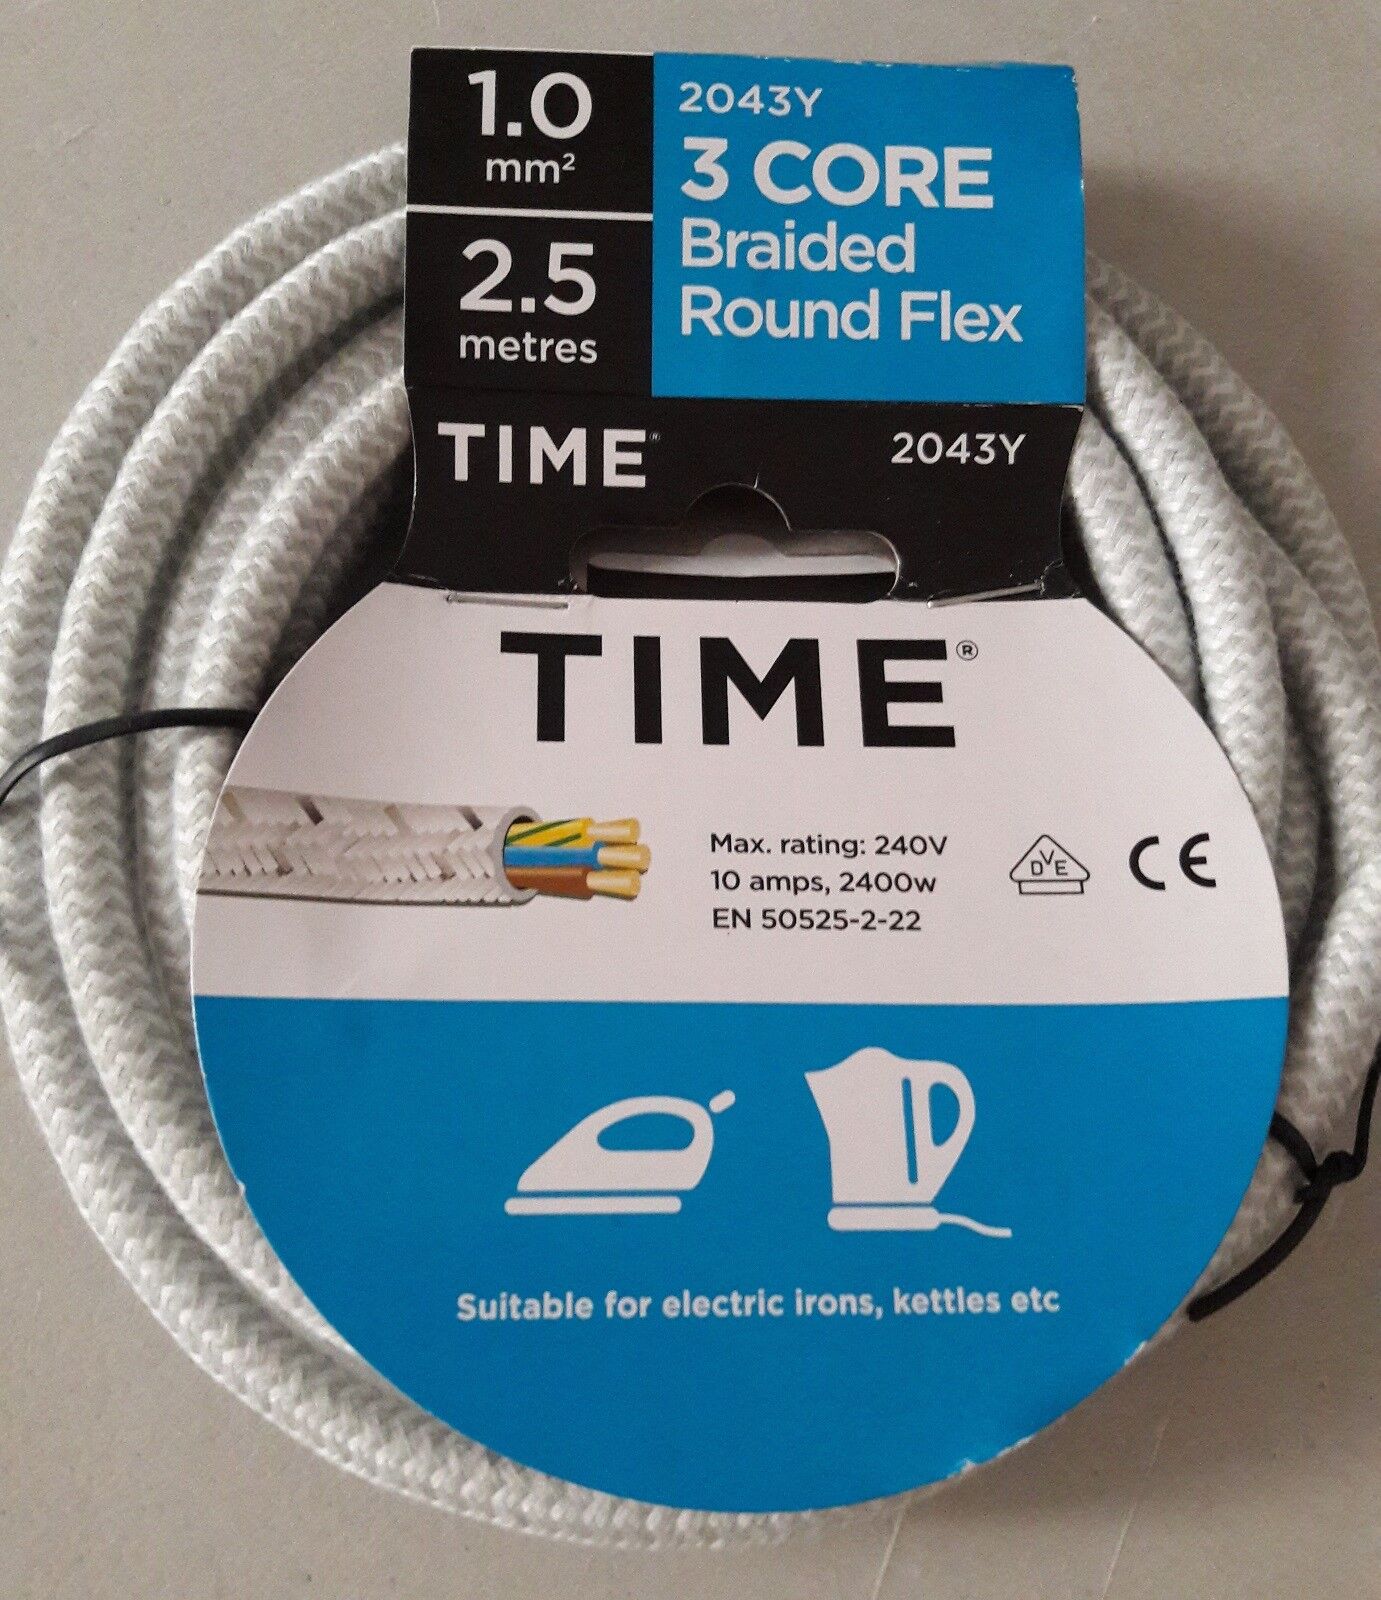 1.0
mm²
2.5
metres
2043Y
3 CORE
Braided
Round Flex
TIME®
2043Y
TIME®
Max. rating: 240V
10 amps, 2400w
EN 50525-2-22
DVE
CE
Suitable for electric irons, kettles etc